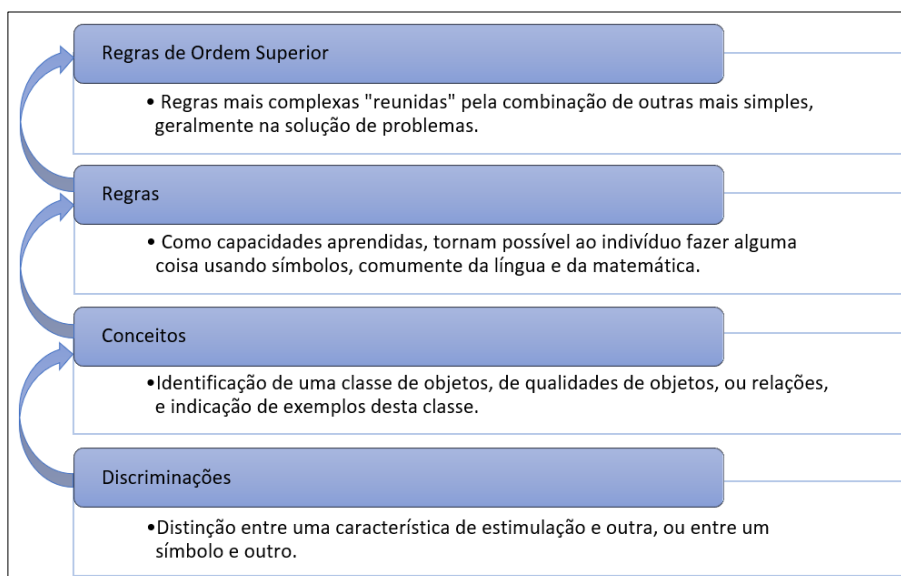 Regras de Ordem Superior
• Regras mais complexas "reunidas" pela combinação de outras mais simples,
geralmente na solução de problemas.
Regras
• Como capacidades aprendidas, tornam possível ao indivíduo fazer alguma
coisa usando símbolos, comumente da língua e da matemática.
Conceitos
•Identificação de uma classe de objetos, de qualidades de objetos, ou relações,
e indicação de exemplos desta classe.
Discriminações
•Distinção entre uma característica de estimulação e outra, ou entre um
símbolo e outro.